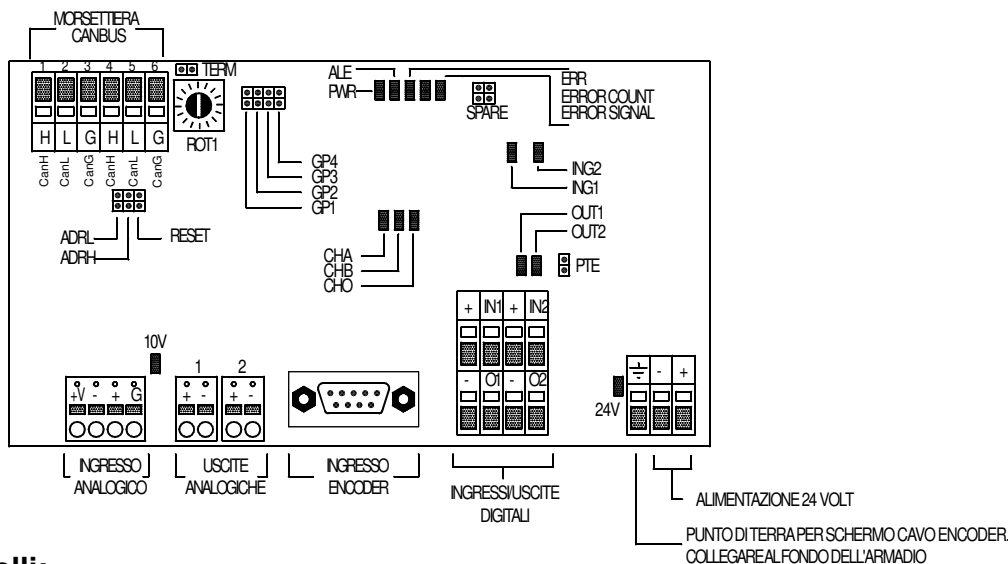 MORSETTIERA
CANBUS
1 2 3 4 5 6
TERM
H L G H L G
CanH CanL CanG CanH CanL CanG
ROT1
ADRL
ADRH
RESET
GP4
GP3
GP2
GP1
ALE
PWR
ERR
ERROR COUNT
ERROR SIGNAL
SPARE
ING2
ING1
OUT1
OUT2
PTE
CHA
CHB
CHO
+ IN1 + IN2
- O1 - O2
10V
+V - + G
1 2
+ - + -
24V
- +
INGRESSO
ANALOGICO
USCITE
ANALOGICHE
INGRESSO
ENCODER
INGRESSI/USCITE
DIGITALI
ALIMENTAZIONE 24 VOLT
PUNTO DI TERRA PER SCHERMO CAVO ENCODER.
COLLEGARE AL FONDO DELL'ARMADIO